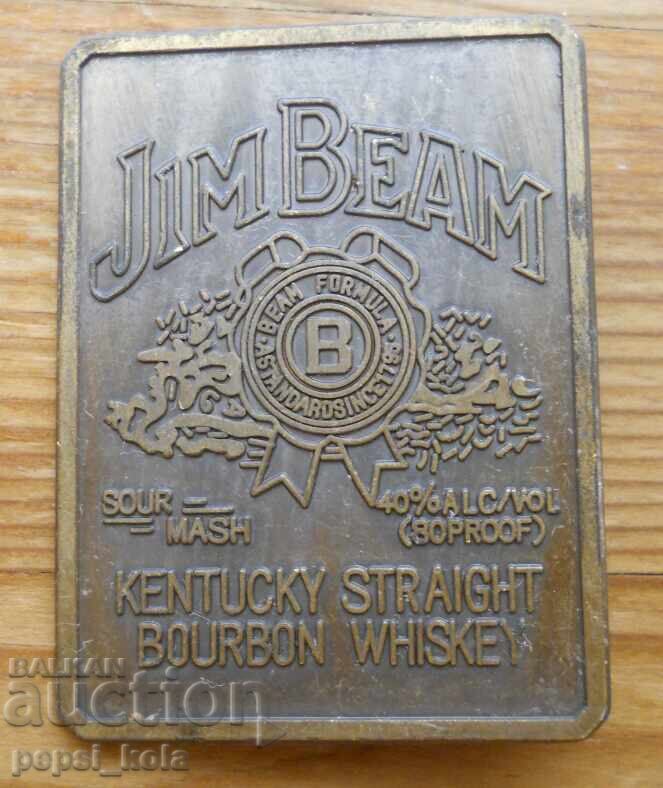 JIM BEAM
BEAM FORMULA
B
A STANDARD SINCE 1795
SOUR
MASH
40% ALC/VOL
(80 PROOF)
KENTUCKY STRAIGHT
BOURBON WHISKEY
BALKAN
auction
pepsi_kola